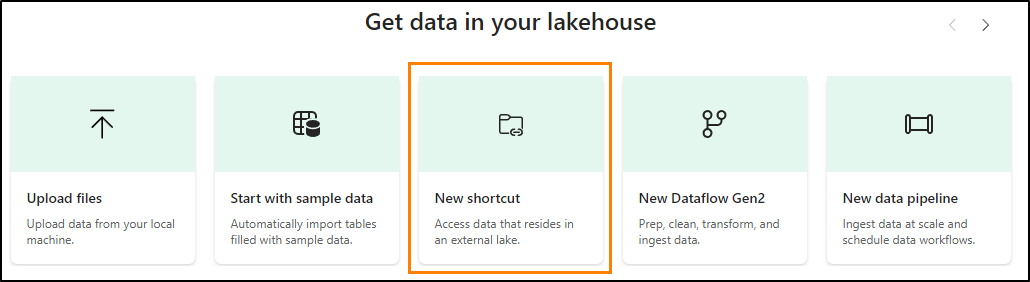 Get data in your lakehouse
Upload files
Upload data from your local
machine.
Start with sample data
Automatically import tables
filled with sample data.
New shortcut
Access data that resides in
an external lake.
New Dataflow Gen2
Prep, clean, transform, and
ingest data.
New data pipeline
Ingest data at scale and
schedule data workflows.